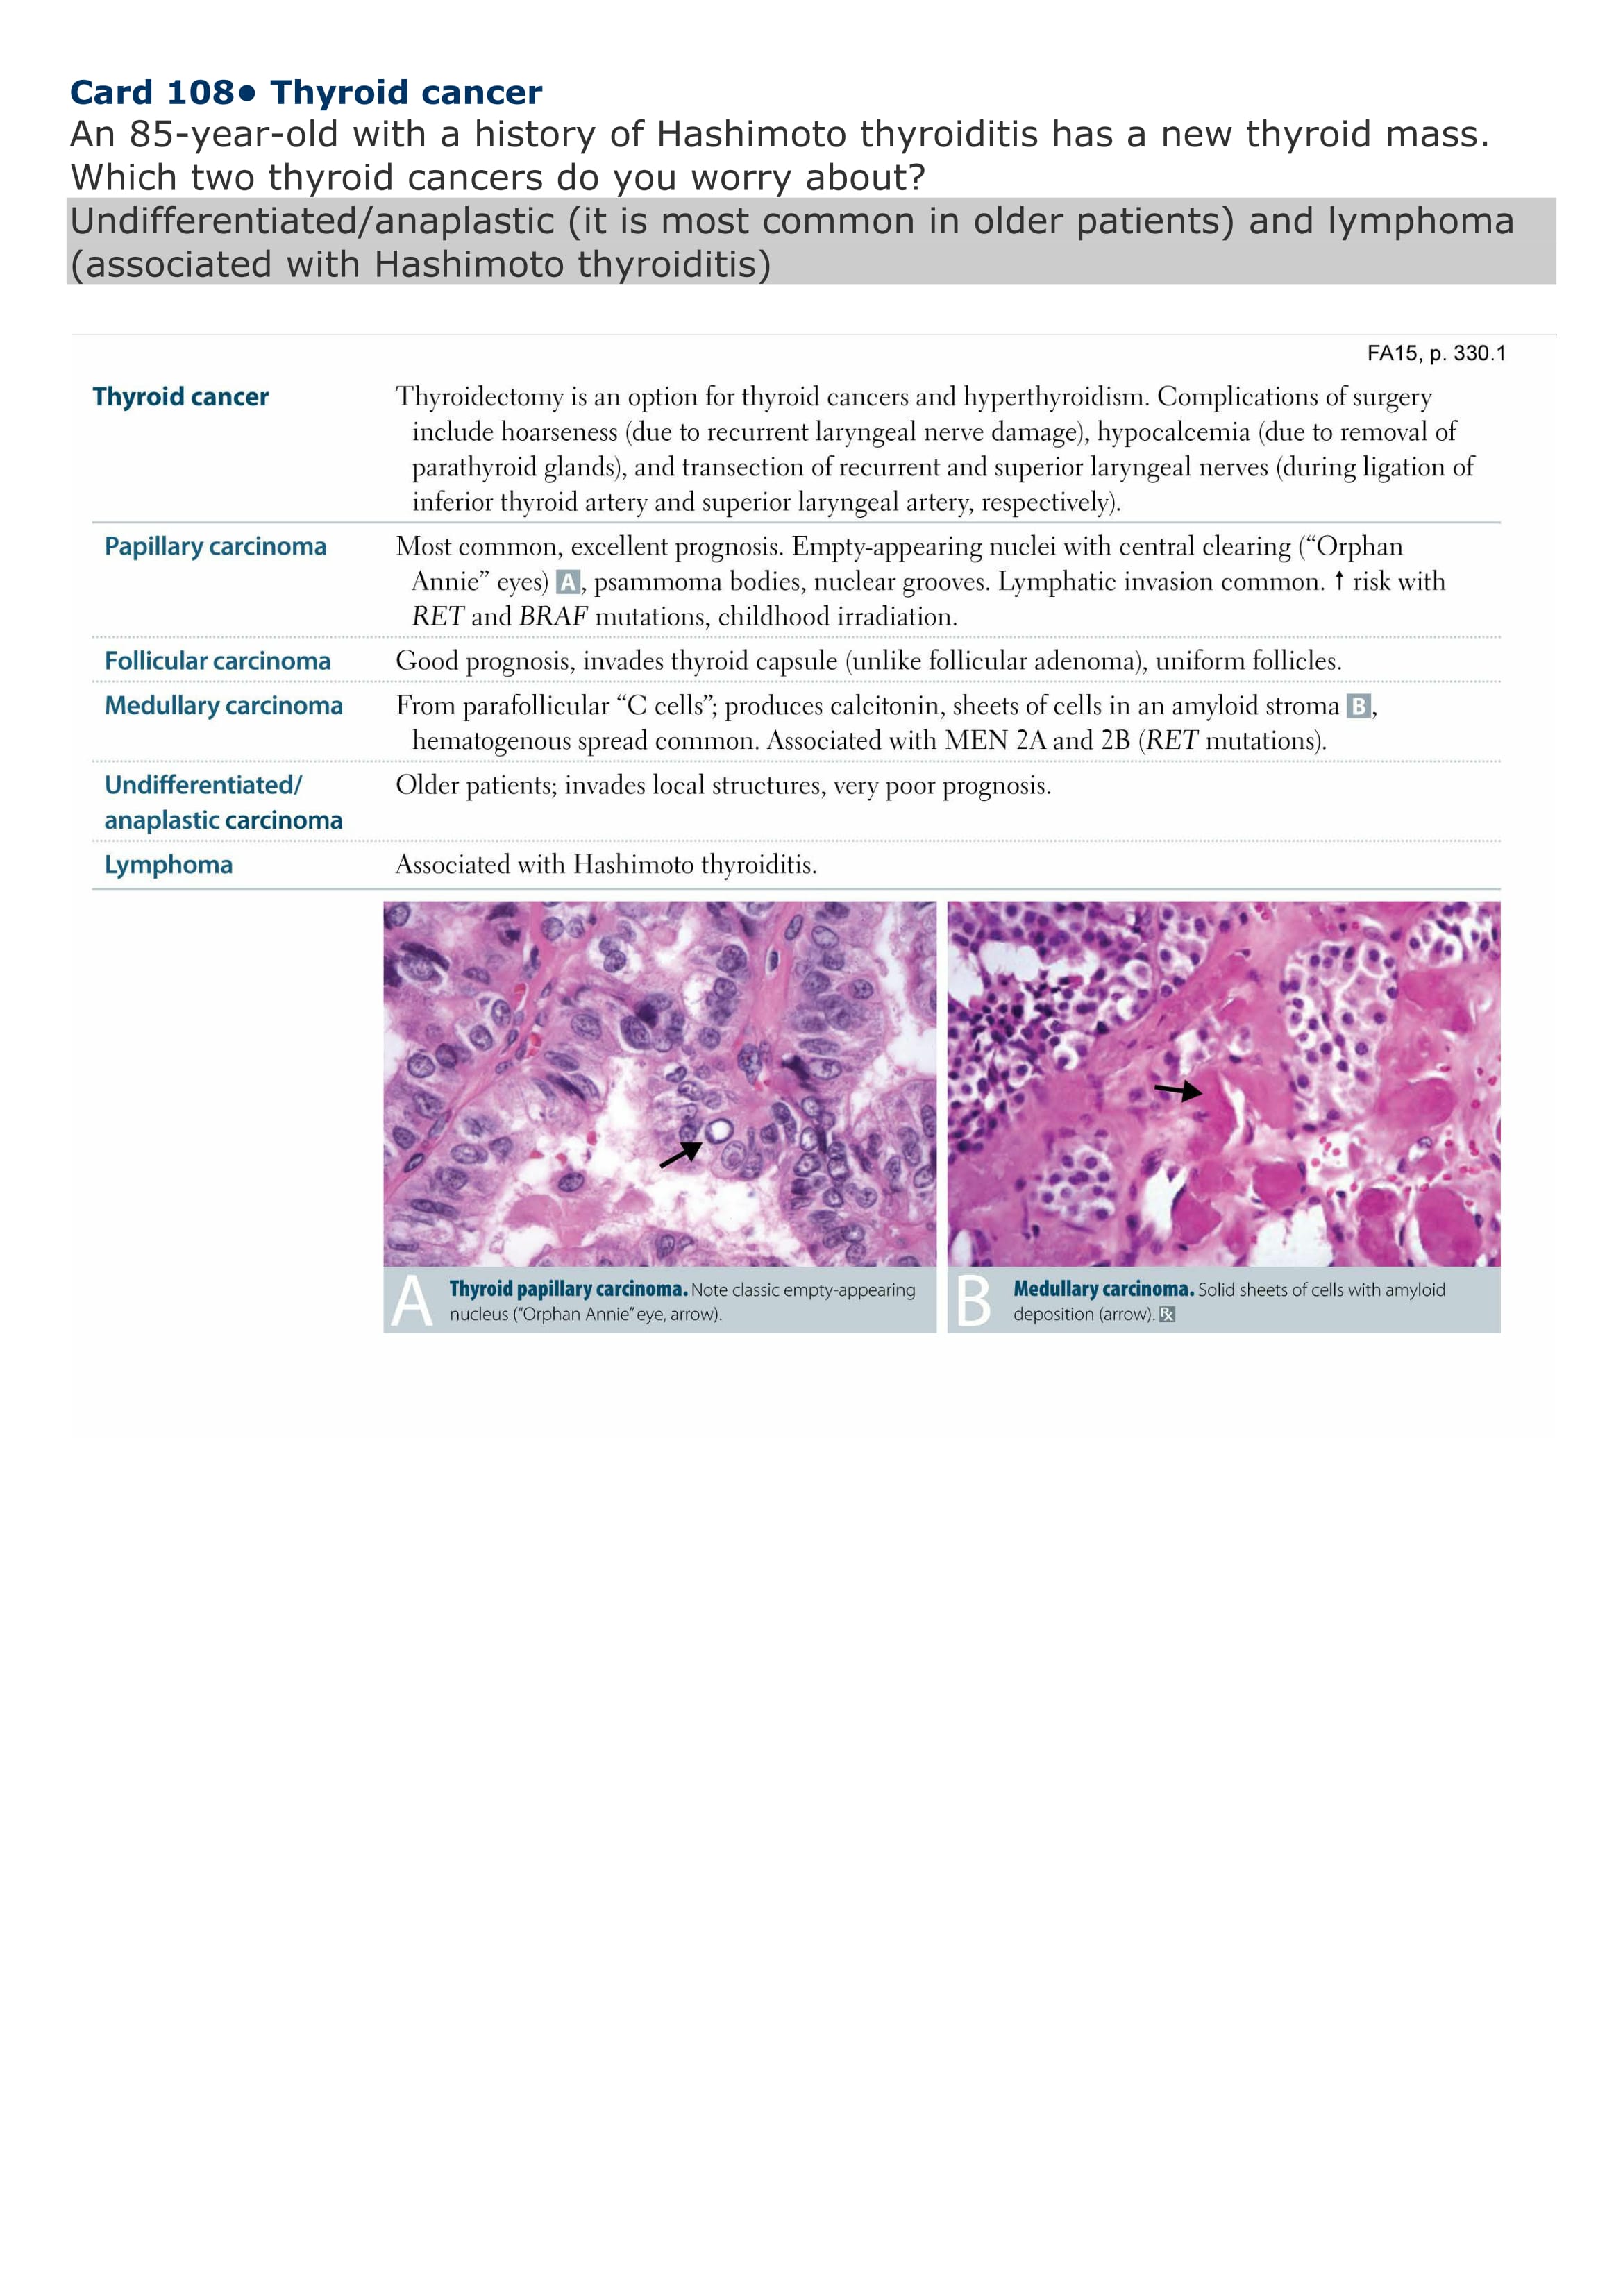 Card 108• Thyroid cancer
An 85-year-old with a history of Hashimoto thyroiditis has a new thyroid mass.
Which two thyroid cancers do you worry about?
Undifferentiated/anaplastic (it is most common in older patients) and lymphoma
(associated with Hashimoto thyroiditis)
FA15, p. 330.1
Thyroid cancer
Thyroidectomy is an option for thyroid cancers and hyperthyroidism. Complications of surgery
include hoarseness (due to recurrent laryngeal nerve damage), hypocalcemia (due to removal of
parathyroid glands), and transection of recurrent and superior laryngeal nerves (during ligation of
inferior thyroid artery and superior laryngeal artery, respectively).
Papillary carcinoma
Most common, excellent prognosis. Empty-appearing nuclei with central clearing (“Orphan
Annie” eyes) A, psammoma bodies, nuclear grooves. Lymphatic invasion common. ↑ risk with
RET and BRAF mutations, childhood irradiation.
Follicular carcinoma
Good prognosis, invades thyroid capsule (unlike follicular adenoma), uniform follicles.
Medullary carcinoma
From parafollicular “C cells”; produces calcitonin, sheets of cells in an amyloid stroma B,
hematogenous spread common. Associated with MEN 2A and 2B (RET mutations).
Undifferentiated/
anaplastic carcinoma
Older patients; invades local structures, very poor prognosis.
Lymphoma
Associated with Hashimoto thyroiditis.
A
Thyroid papillary carcinoma. Note classic empty-appearing
nucleus (“Orphan Annie” eye, arrow).
B
Medullary carcinoma. Solid sheets of cells with amyloid
deposition (arrow). Rx